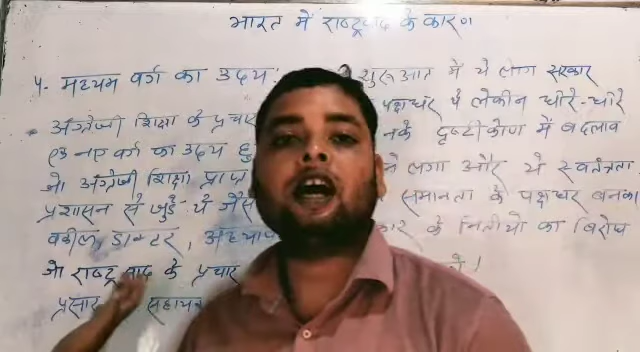 भारत में राष्ट्रवाद के कारण
५- मध्यम वर्ग का उदय:
अंग्रेजी शिक्षा के प्रचार
एक नए वर्ग का उदय हु
जो अंग्रेजी शिक्षा प्राप्त
प्रशासन से जुड़े थे जैसे
वकील, डाक्टर, अध्याप
जो राष्ट्रवाद के प्रचार
प्रसार सहायक
शुरुआत में ये लोग सरकार
पक्षधर थे लेकीन धीरे-धीरे
नके दृष्टीकोण में बदलाव
ने लगा और ये स्वतंत्रता
समानता के पक्षधर बनकर
के नितीयो का विरोध